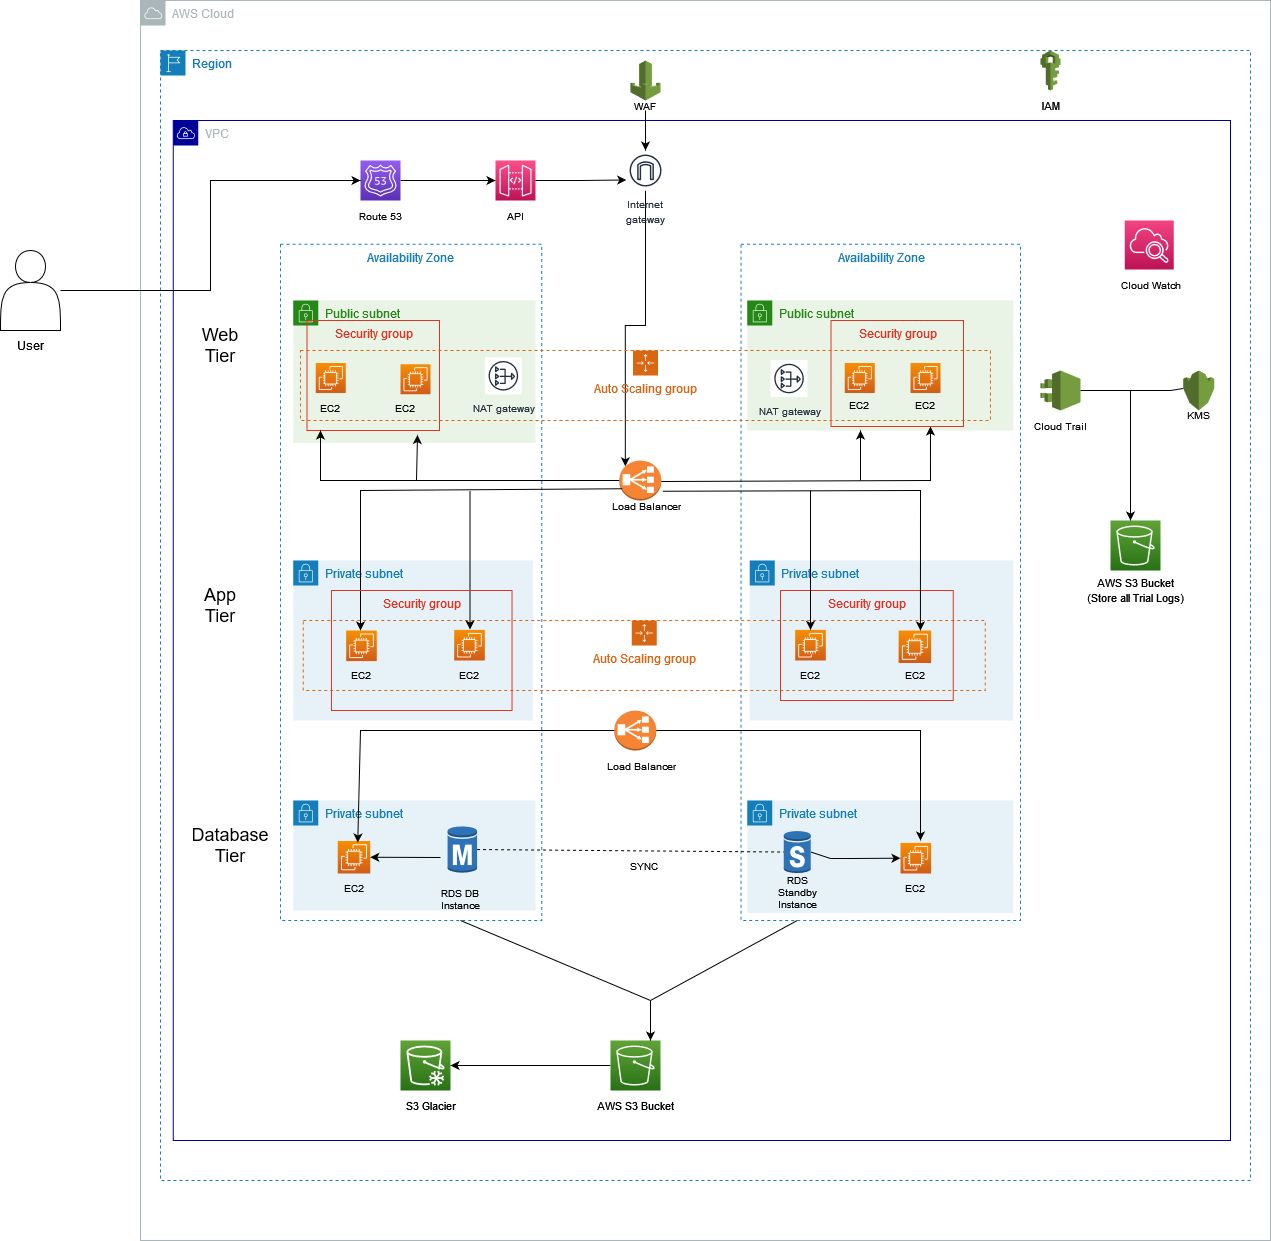 AWS Cloud
Region
WAF
IAM
VPC
53
Route 53
API
Internet
gateway
Availability Zone
Availability Zone
Cloud Watch
User
Web
Tier
Public subnet
Security group
EC2
EC2
NAT gateway
Auto Scaling group
Public subnet
Security group
NAT gateway
EC2
EC2
Cloud Trail
KMS
Load Balancer
AWS S3 Bucket
(Store all Trial Logs)
App
Tier
Private subnet
Security group
EC2
EC2
Auto Scaling group
Private subnet
Security group
EC2
EC2
Load Balancer
Database
Tier
Private subnet
EC2
M
RDS DB
Instance
SYNC
Private subnet
S
RDS
Standby
Instance
EC2
S3 Glacier
AWS S3 Bucket